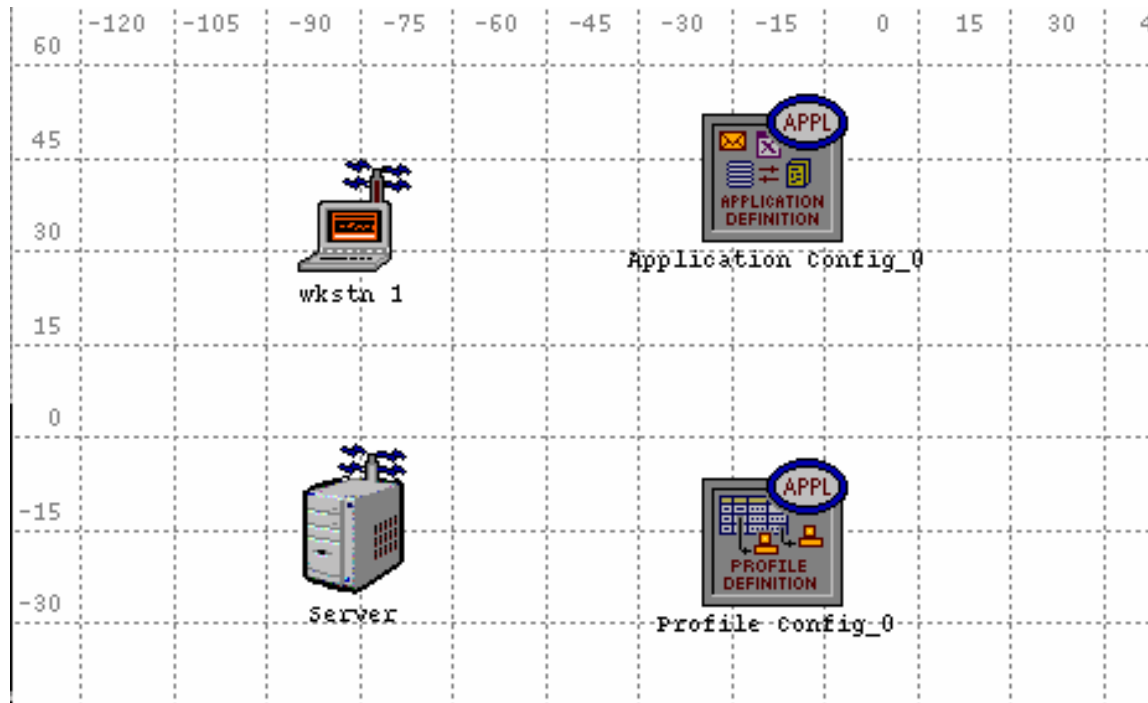 -120 -105 -90 -75 -60 -45 -30 -15 0 15 30
60
45
30
15
0
-15
-30
APPL
APPLICATION
DEFINITION
Application Config_0
wkstn 1
APPL
PROFILE
DEFINITION
Server
Profile Config_0